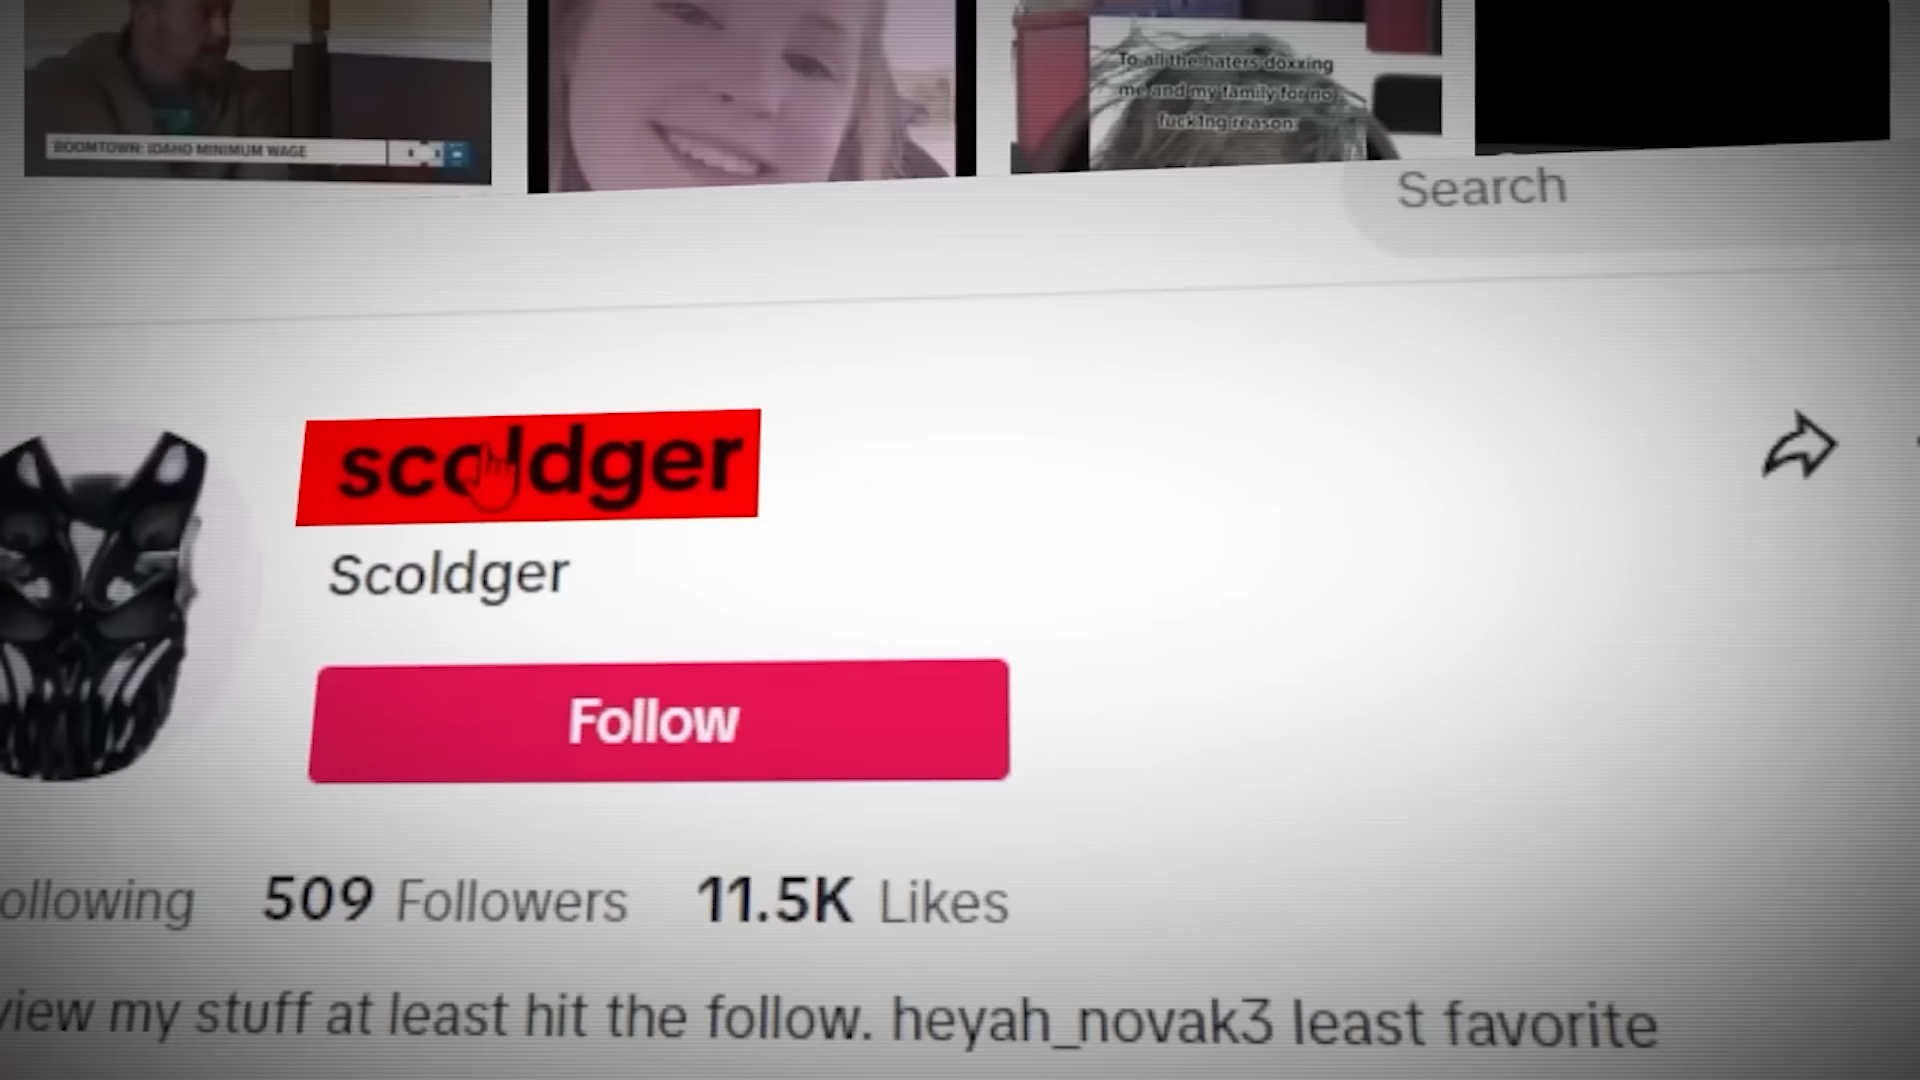 BOOMTOWN: IDAHO MINIMUM WAGE
To all the haters doxxing
me and my family for no
fuck1ng reason:
Search
scoldger
Scoldger
Follow
ollowing 509 Followers 11.5K Likes
view my stuff at least hit the follow. heyah_novak3 least favorite